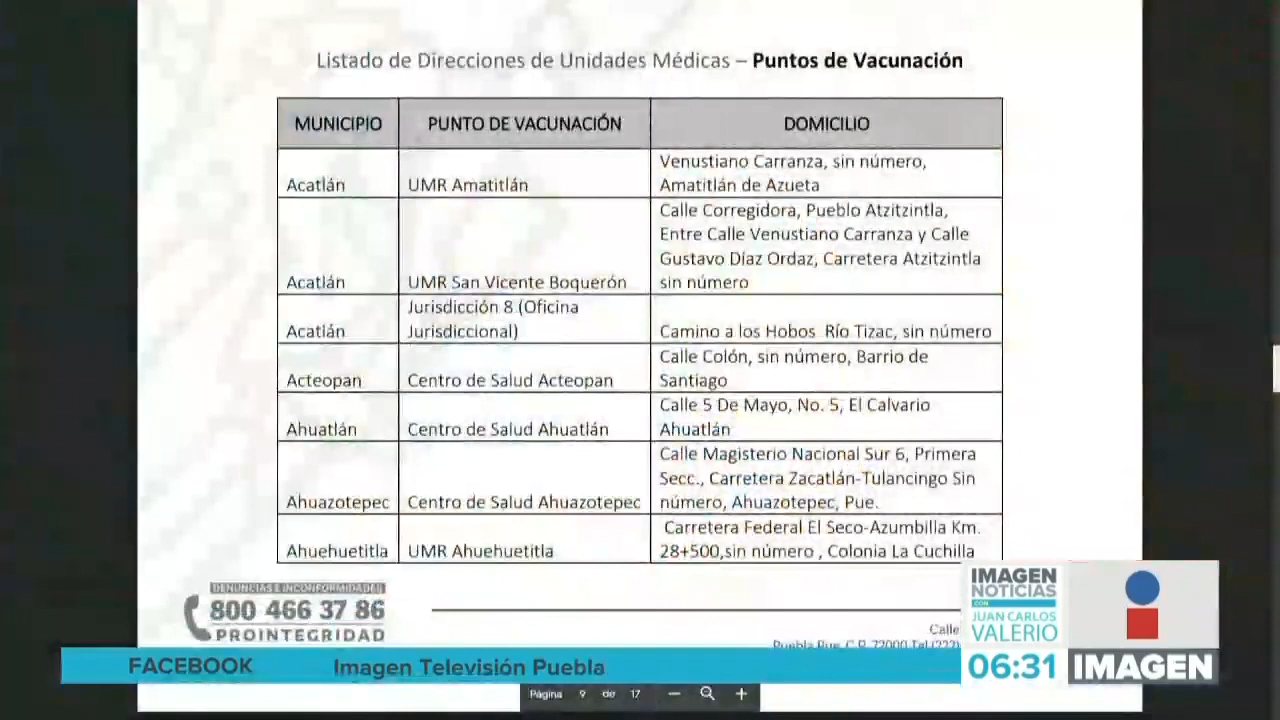 Listado de Direcciones de Unidades Médicas – Puntos de Vacunación
MUNICIPIO PUNTO DE VACUNACIÓN DOMICILIO
Venustiano Carranza, sin número,
Acatlán UMR Amatitlán Amatitlán de Azueta
Calle Corregidora, Pueblo Atzitzintla,
Entre Calle Venustiano Carranza y Calle
Gustavo Díaz Ordaz, Carretera Atzitzintla
Acatlán UMR San Vicente Boquerón sin número
Jurisdicción 8 (Oficina
Acatlán Jurisdiccional) Camino a los Hobos Río Tizac, sin número
Calle Colón, sin número, Barrio de
Acteopan Centro de Salud Acteopan Santiago
Calle 5 De Mayo, No. 5, El Calvario
Ahuatlán Centro de Salud Ahuatlán Ahuatlán
Calle Magisterio Nacional Sur 6, Primera
Secc., Carretera Zacatlán-Tulancingo Sin
Ahuazotepec Centro de Salud Ahuazotepec número, Ahuazotepec, Pue.
Carretera Federal El Seco-Azumbilla Km.
Ahuehuetitla UMR Ahuehuetitla 28+500,sin número , Colonia La Cuchilla
DENUNCIAS E INCONFORMIDADES
800 466 37 86
PROINTEGRIDAD
Calle
Puebla Pue. C.P. 72000 Tel (222)
IMAGEN
NOTICIAS
CON
JUAN CARLOS
VALERIO
FACEBOOK Imagen Televisión Puebla
06:31 IMAGEN
Página 9 de 17